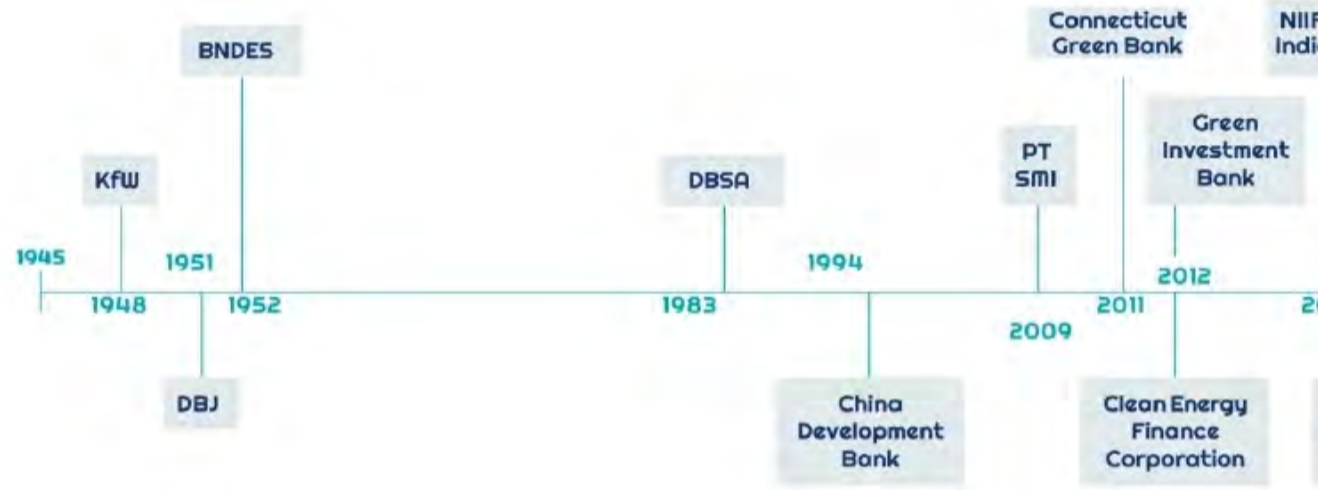 Connecticut
Green Bank
BNDES
Green
Investment
Bank
PT
SMI
KfW
DBSA
1945
1951
1994
2012
1948
1952
1983
2011
2009
DBJ
China
Development
Bank
Clean Energy
Finance
Corporation